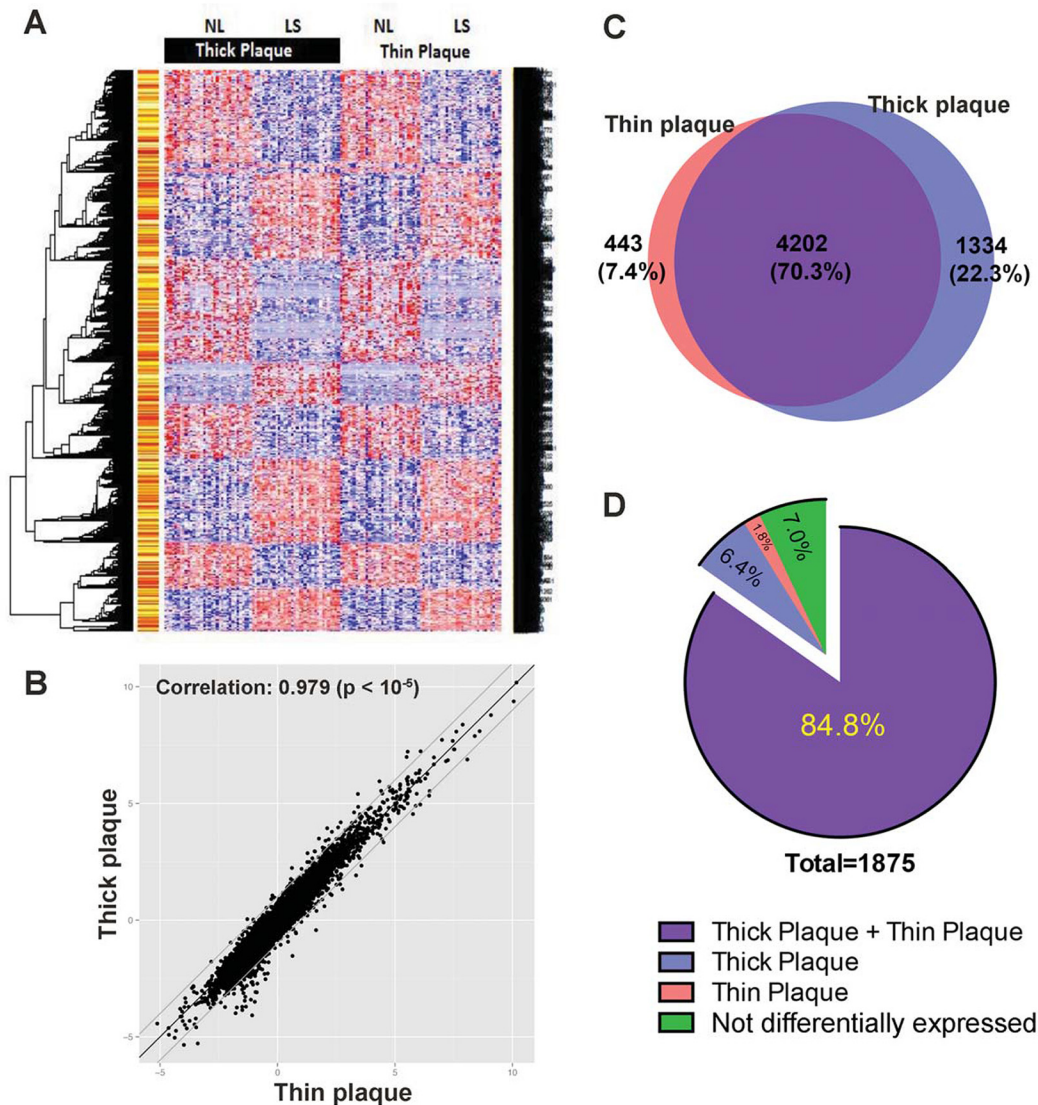 A
NL LS NL LS
Thick Plaque Thin Plaque
B
Correlation: 0.979 (p < 10⁻⁵)
10
5
0
-5
Thick plaque
-5 0 5 10
Thin plaque
C
Thin plaque
Thick plaque
443
(7.4%)
4202
(70.3%)
1334
(22.3%)
D
6.4%
1.8%
7.0%
84.8%
Total=1875
Thick Plaque + Thin Plaque
Thick Plaque
Thin Plaque
Not differentially expressed